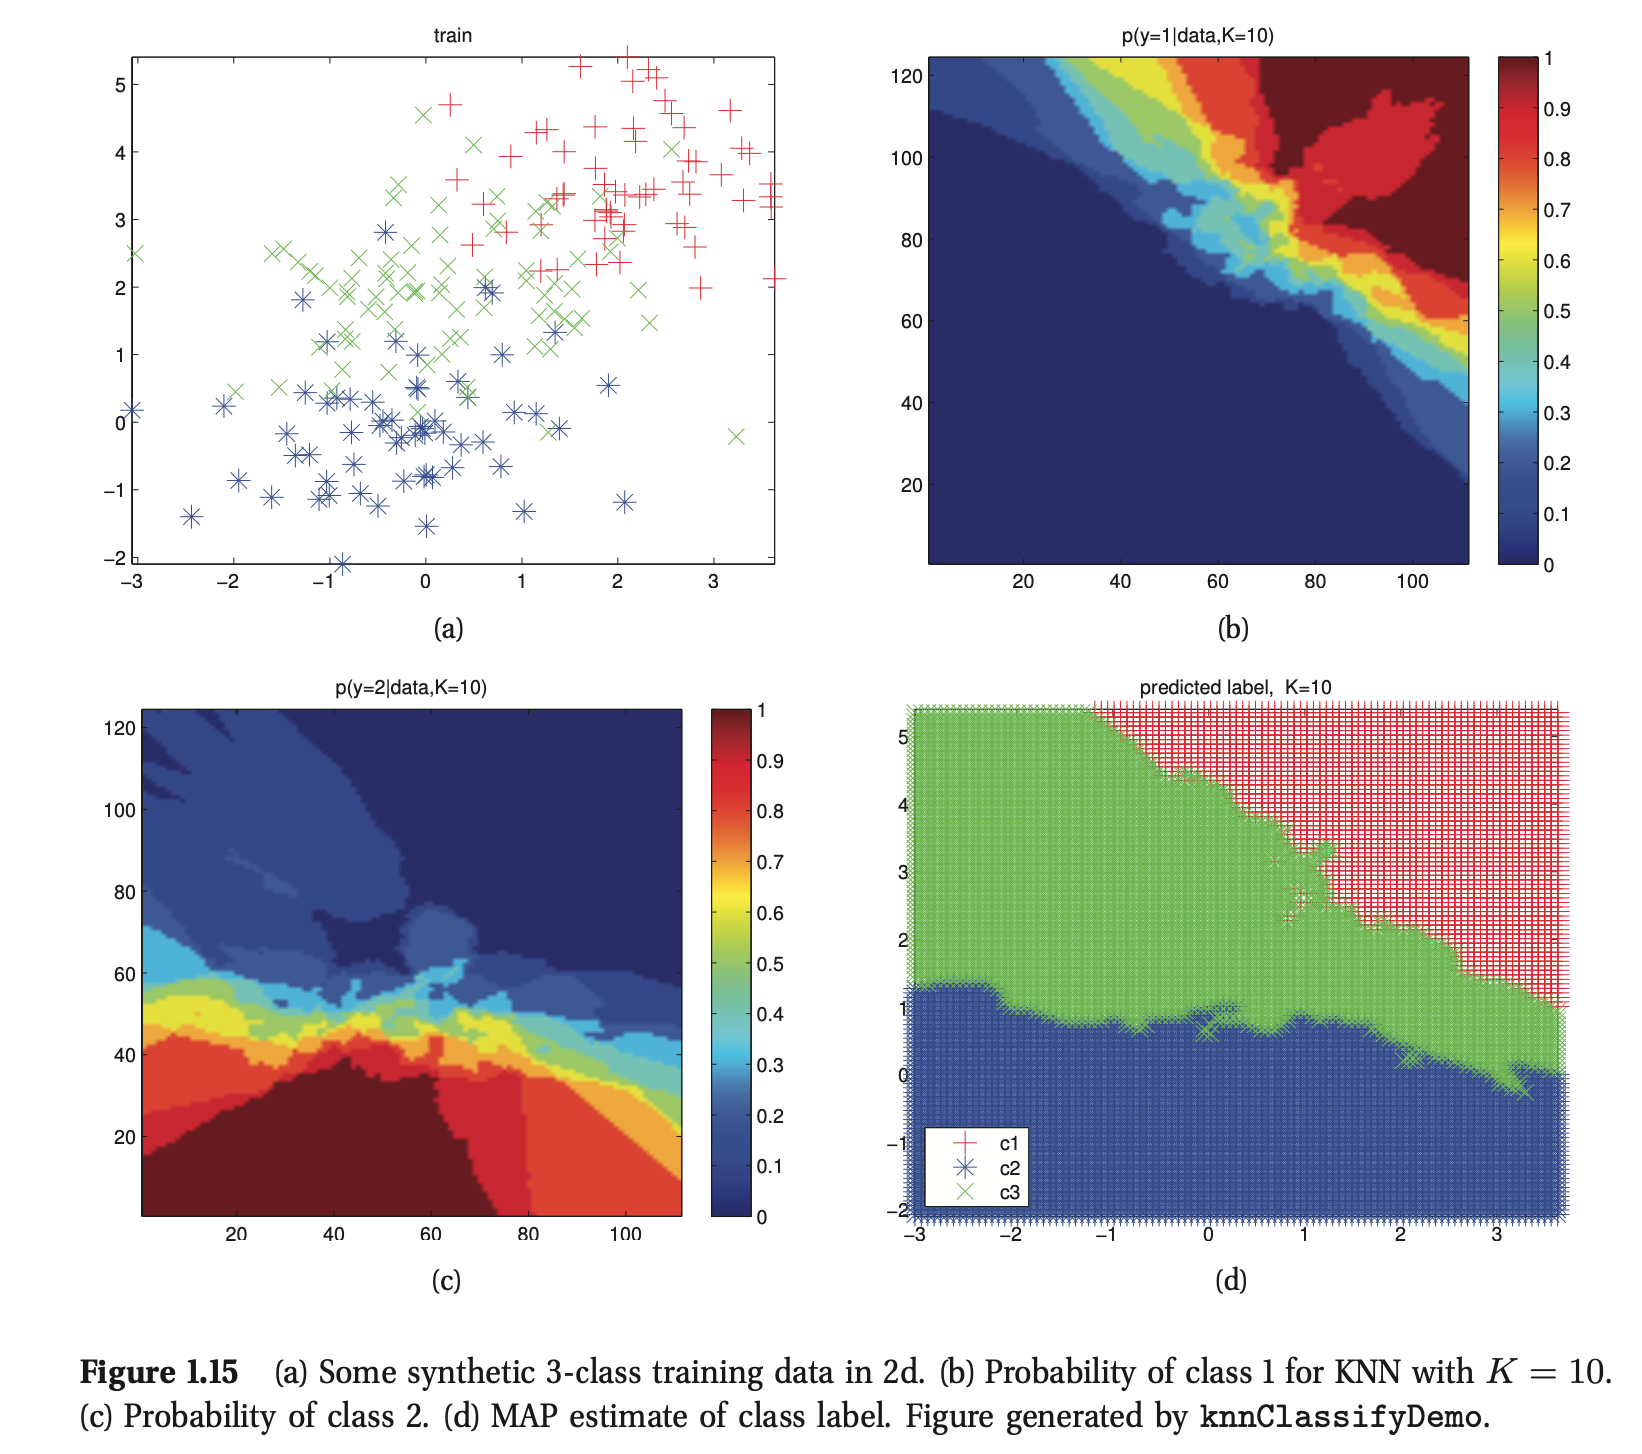 train
5
4
3
2
1
0
−1
−2
−3 −2 −1 0 1 2 3
(a)
p(y=1|data,K=10)
120
100
80
60
40
20
20 40 60 80 100
1
0.9
0.8
0.7
0.6
0.5
0.4
0.3
0.2
0.1
0
(b)
p(y=2|data,K=10)
120
100
80
60
40
20
20 40 60 80 100
1
0.9
0.8
0.7
0.6
0.5
0.4
0.3
0.2
0.1
0
(c)
predicted label, K=10
5
4
3
2
1
0
−1
−2
c1
c2
c3
−3 −2 −1 0 1 2 3
(d)
Figure 1.15 (a) Some synthetic 3-class training data in 2d. (b) Probability of class 1 for KNN with K = 10.
(c) Probability of class 2. (d) MAP estimate of class label. Figure generated by knnClassifyDemo.